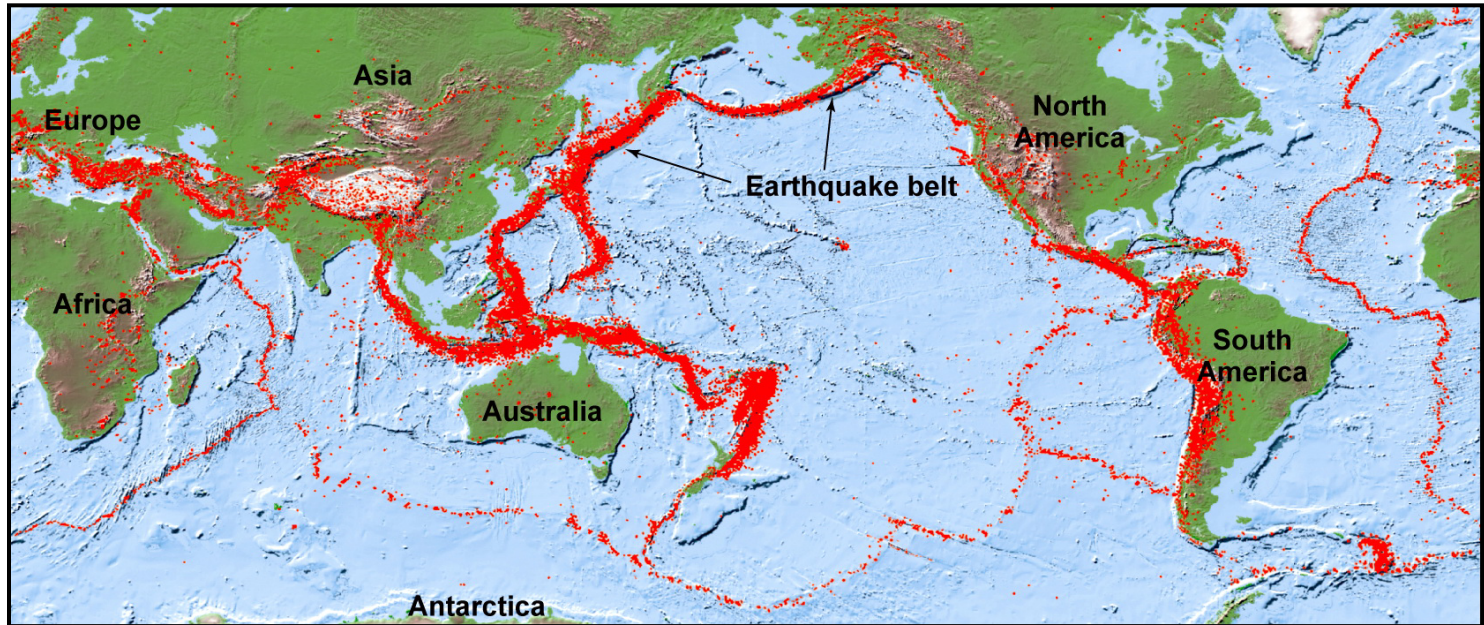 Asia
Europe
North
America
Earthquake belt
Africa
South
America
Australia
Antarctica